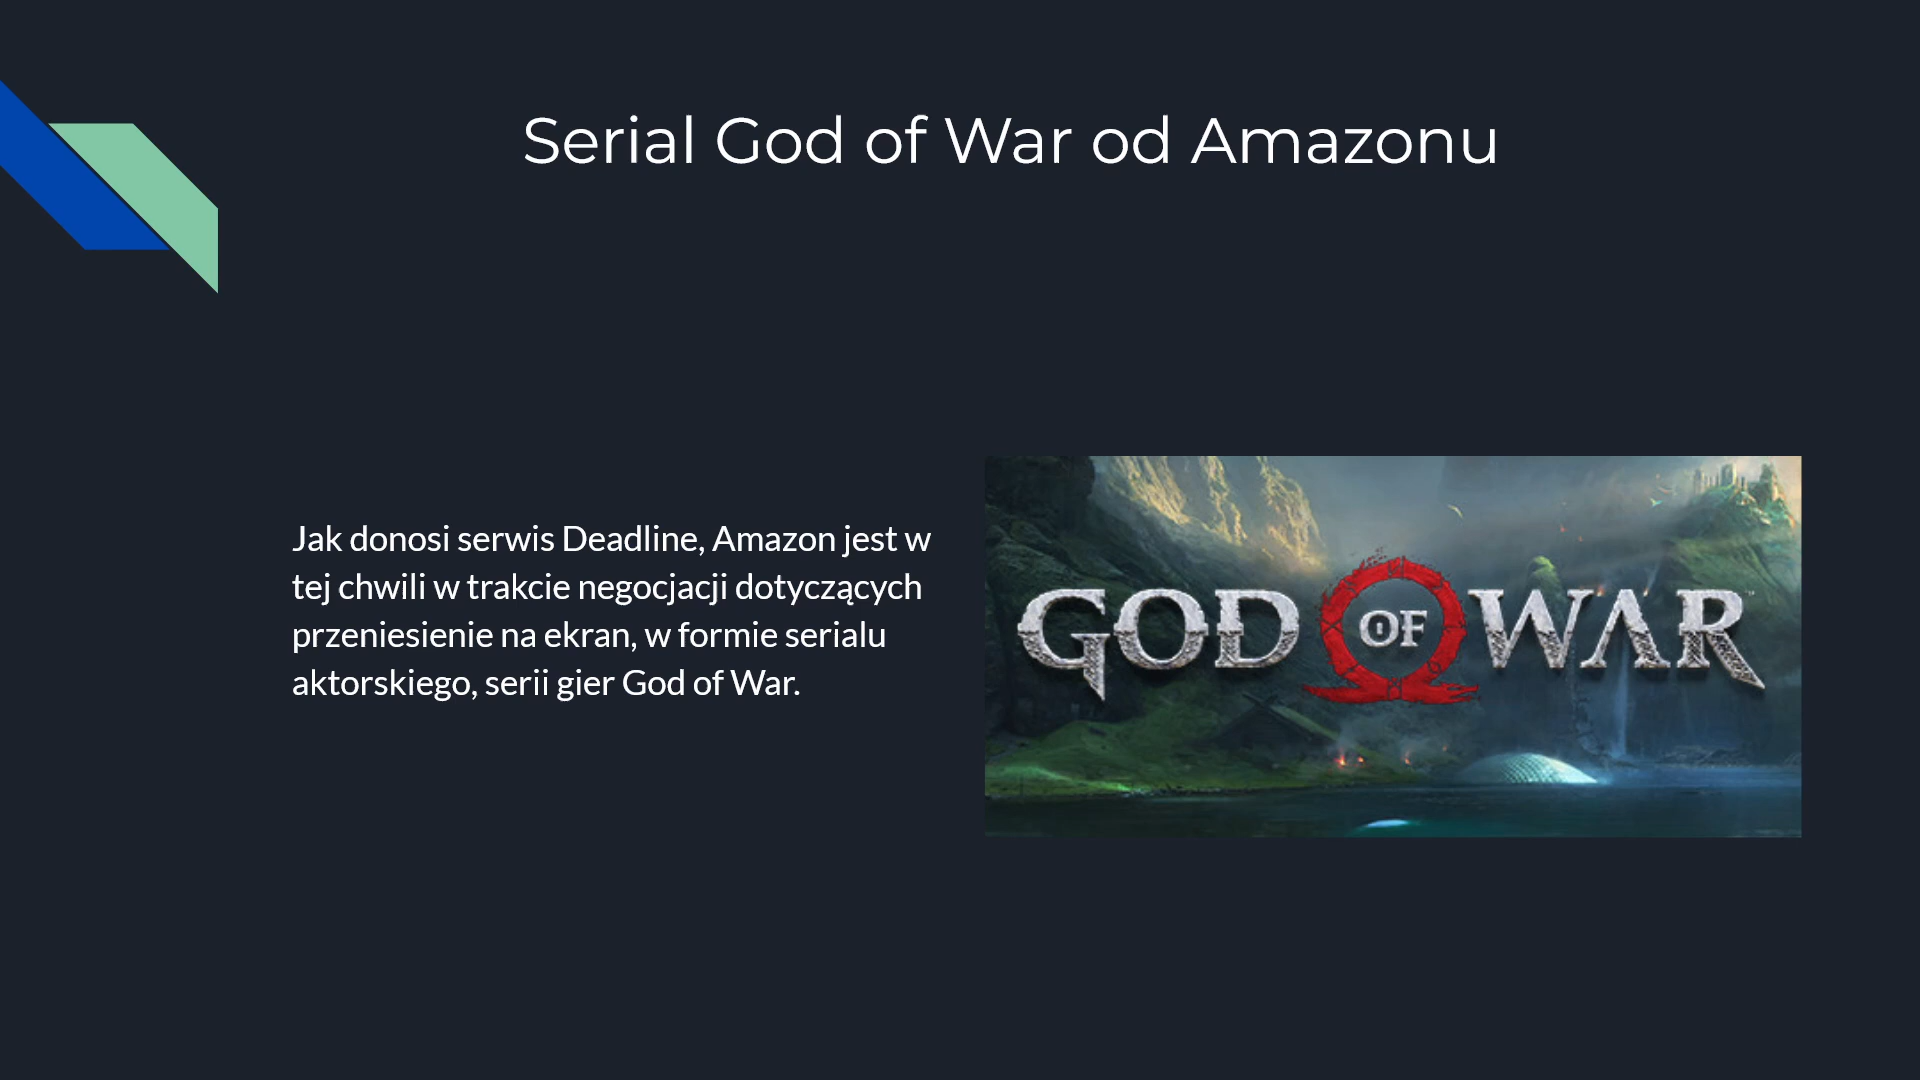 Serial God of War od Amazonu
Jak donosi serwis Deadline, Amazon jest w
tej chwili w trakcie negocjacji dotyczących
przeniesienie na ekran, w formie serialu
aktorskiego, serii gier God of War.
GOD OF WAR